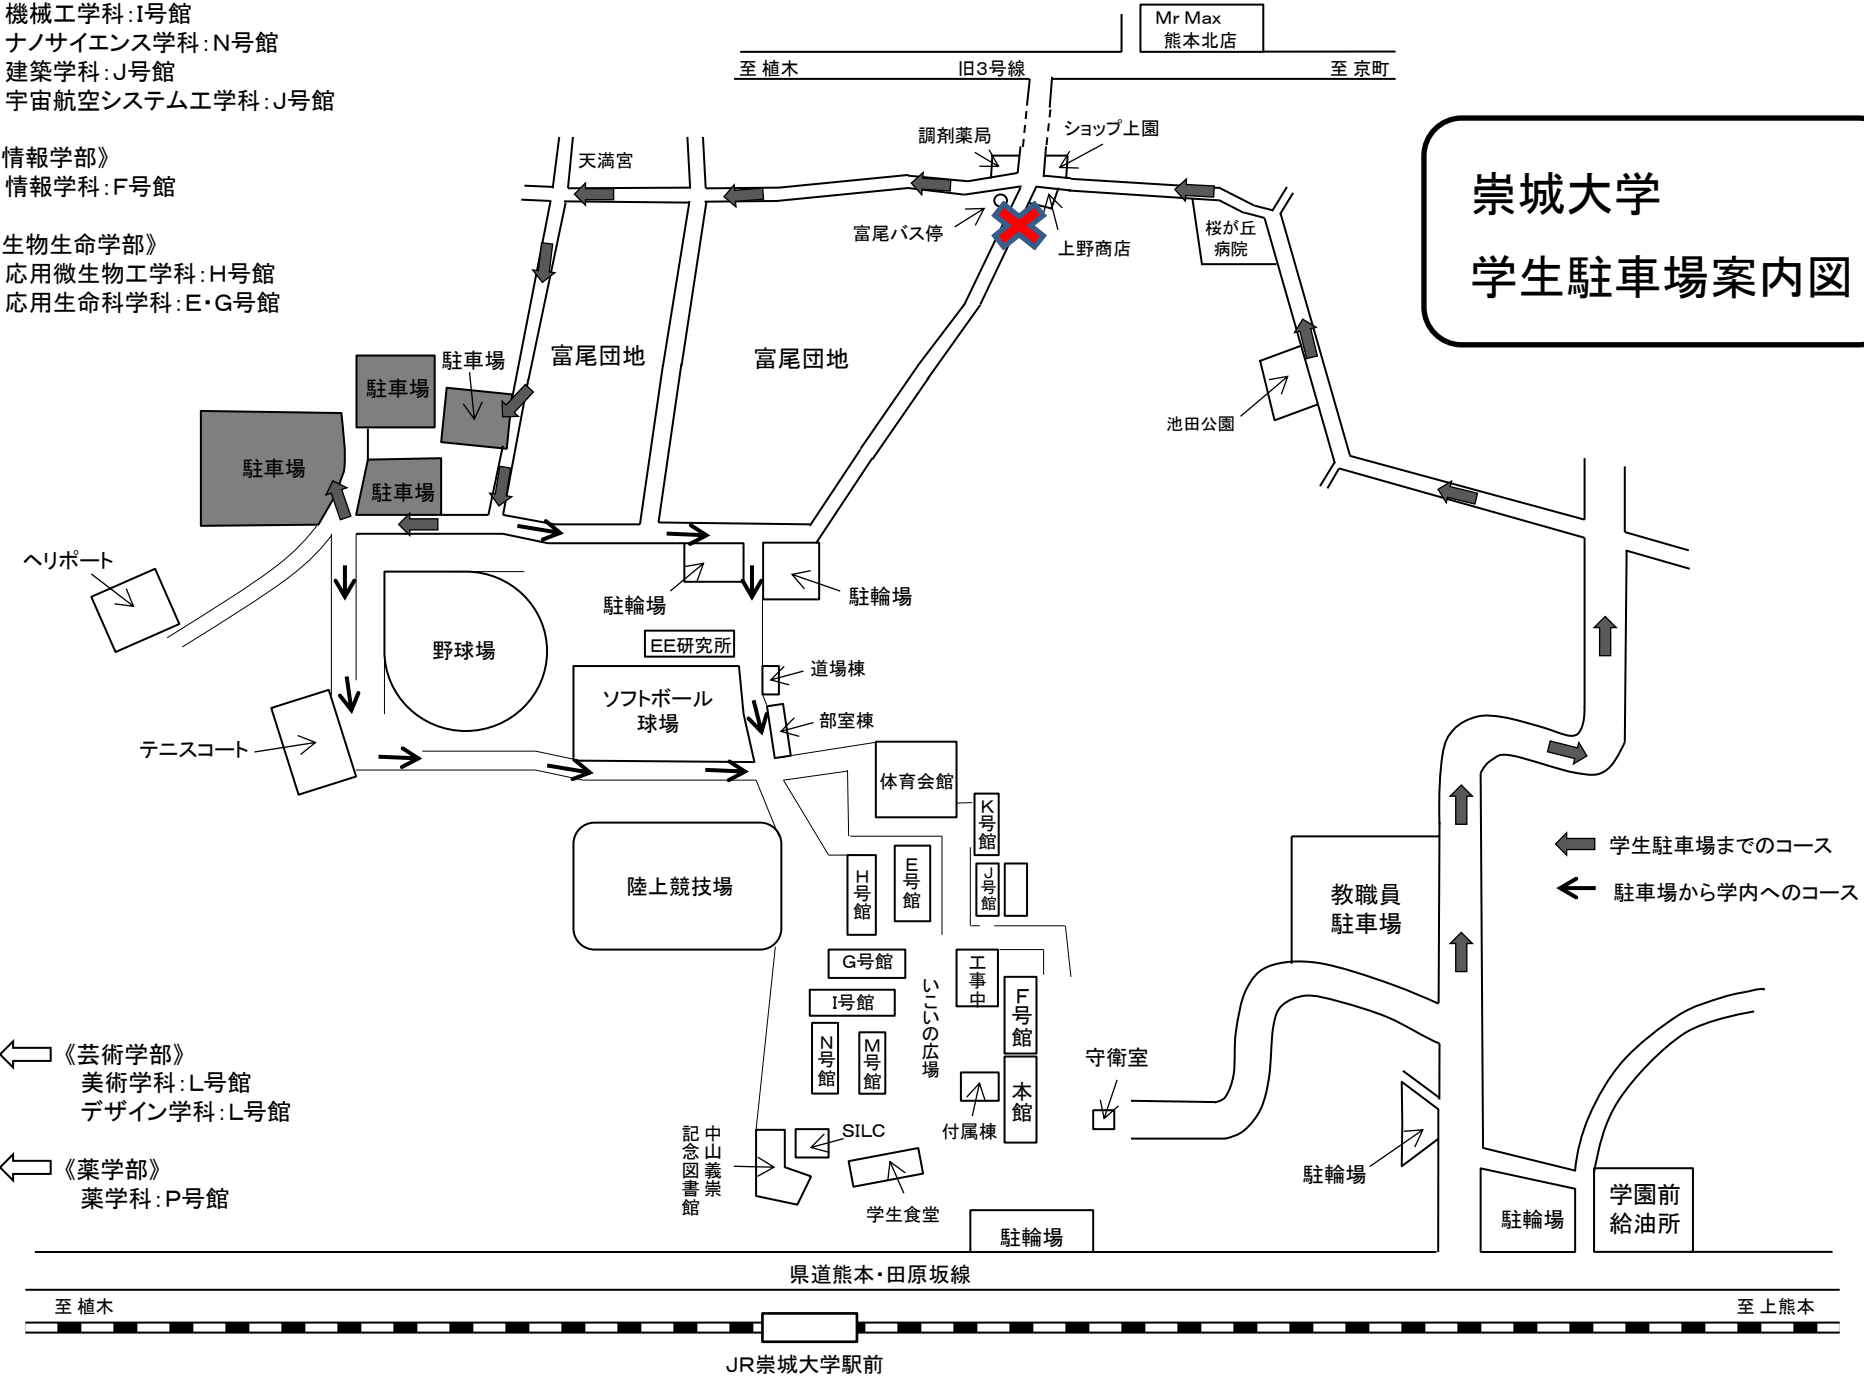 機械工学科：I号館
ナノサイエンス学科：N号館
建築学科：J号館
宇宙航空システム工学科：J号館
情報学部》
情報学科：F号館
生物生命学部》
応用微生物工学科：H号館
応用生命科学科：E・G号館
Mr Max
熊本北店
至 植木
旧3号線
至 京町
崇城大学
学生駐車場案内図
調剤薬局
ショップ上園
天満宮
富尾バス停
上野商店
桜が丘
病院
富尾団地
富尾団地
駐車場
駐車場
駐車場
駐車場
池田公園
ヘリポート
駐輪場
駐輪場
野球場
EE研究所
道場棟
ソフトボール
球場
部室棟
テニスコート
体育会館
K号館
J号館
E号館
H号館
陸上競技場
教職員
駐車場
学生駐車場までのコース
駐車場から学内へのコース
G号館
工事中
I号館
いこいの広場
F号館
N号館
M号館
守衛室
本館
付属棟
《芸術学部》
美術学科：L号館
デザイン学科：L号館
《薬学部》
薬学科：P号館
中山義崇
記念図書館
SILC
学生食堂
駐輪場
駐輪場
駐輪場
学園前
給油所
県道熊本・田原坂線
至 植木
至 上熊本
JR崇城大学駅前